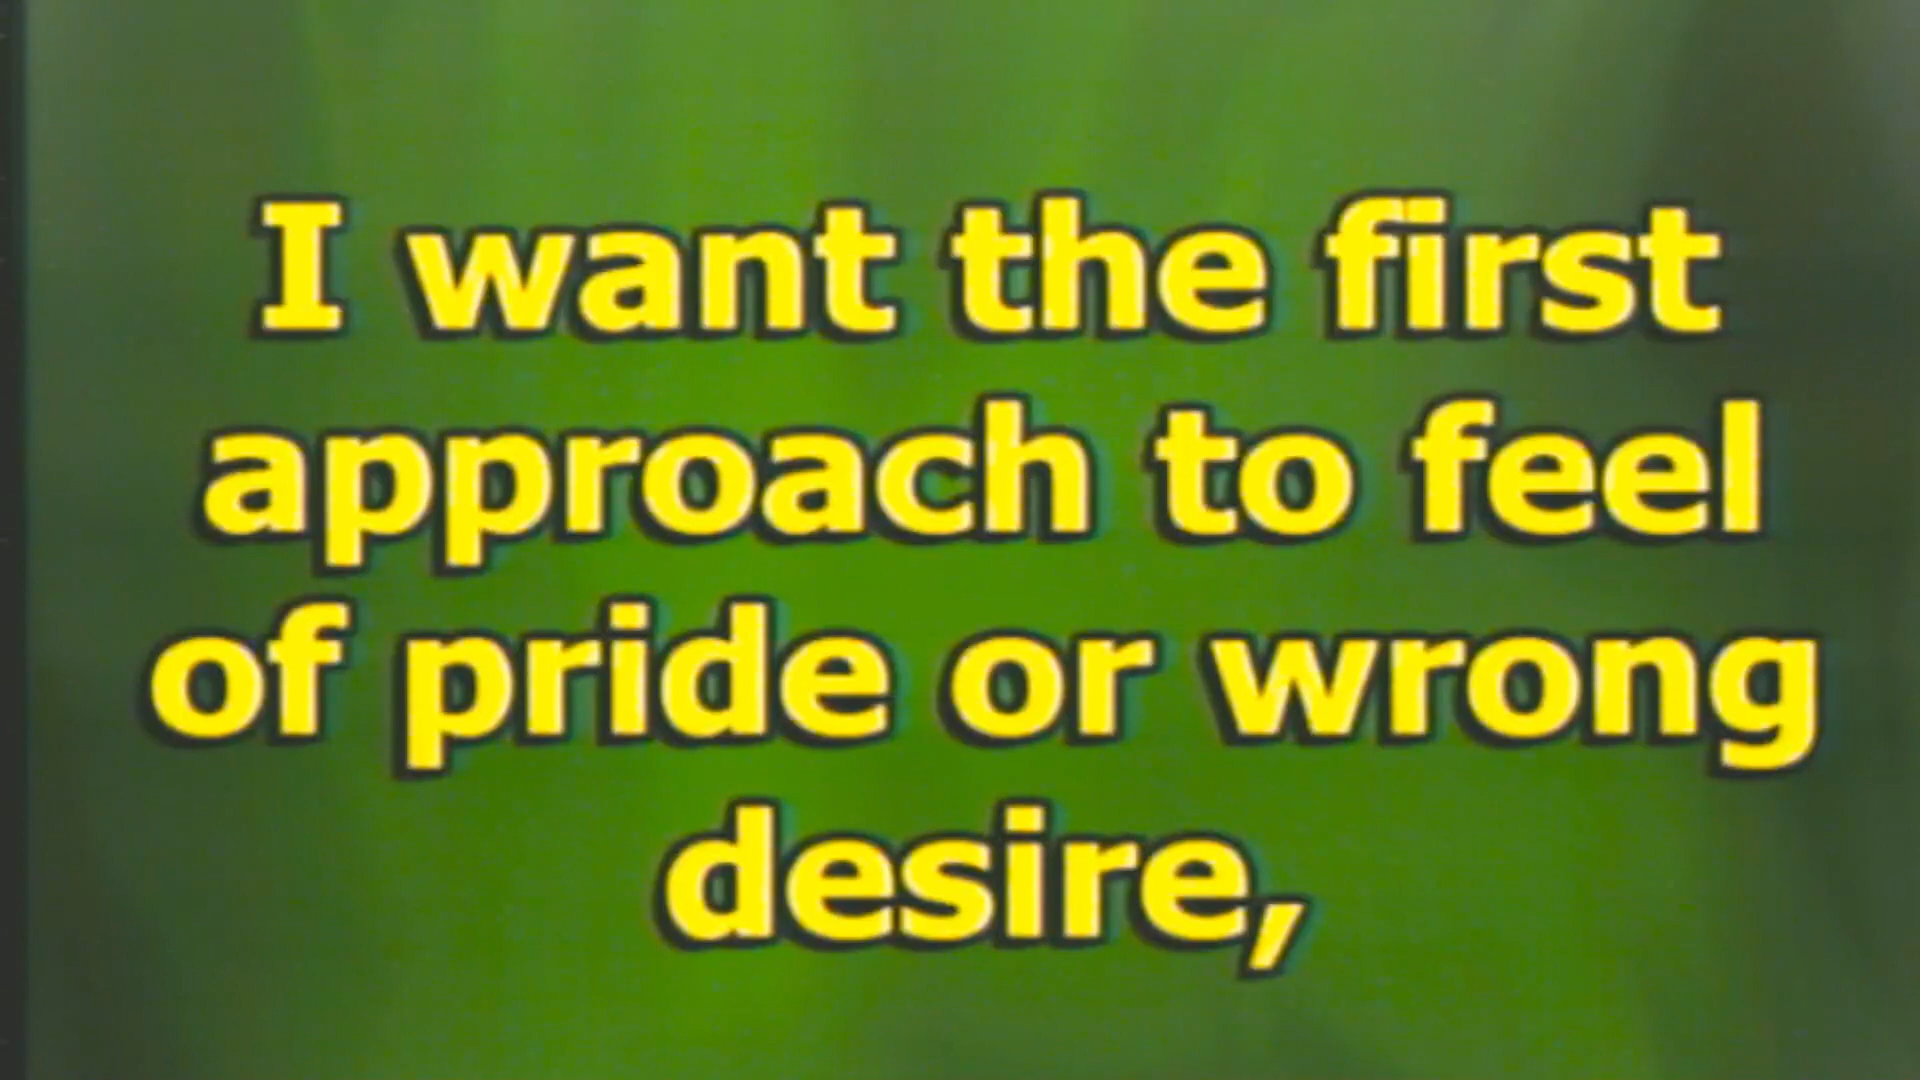 I want the first
approach to feel
of pride or wrong
desire,